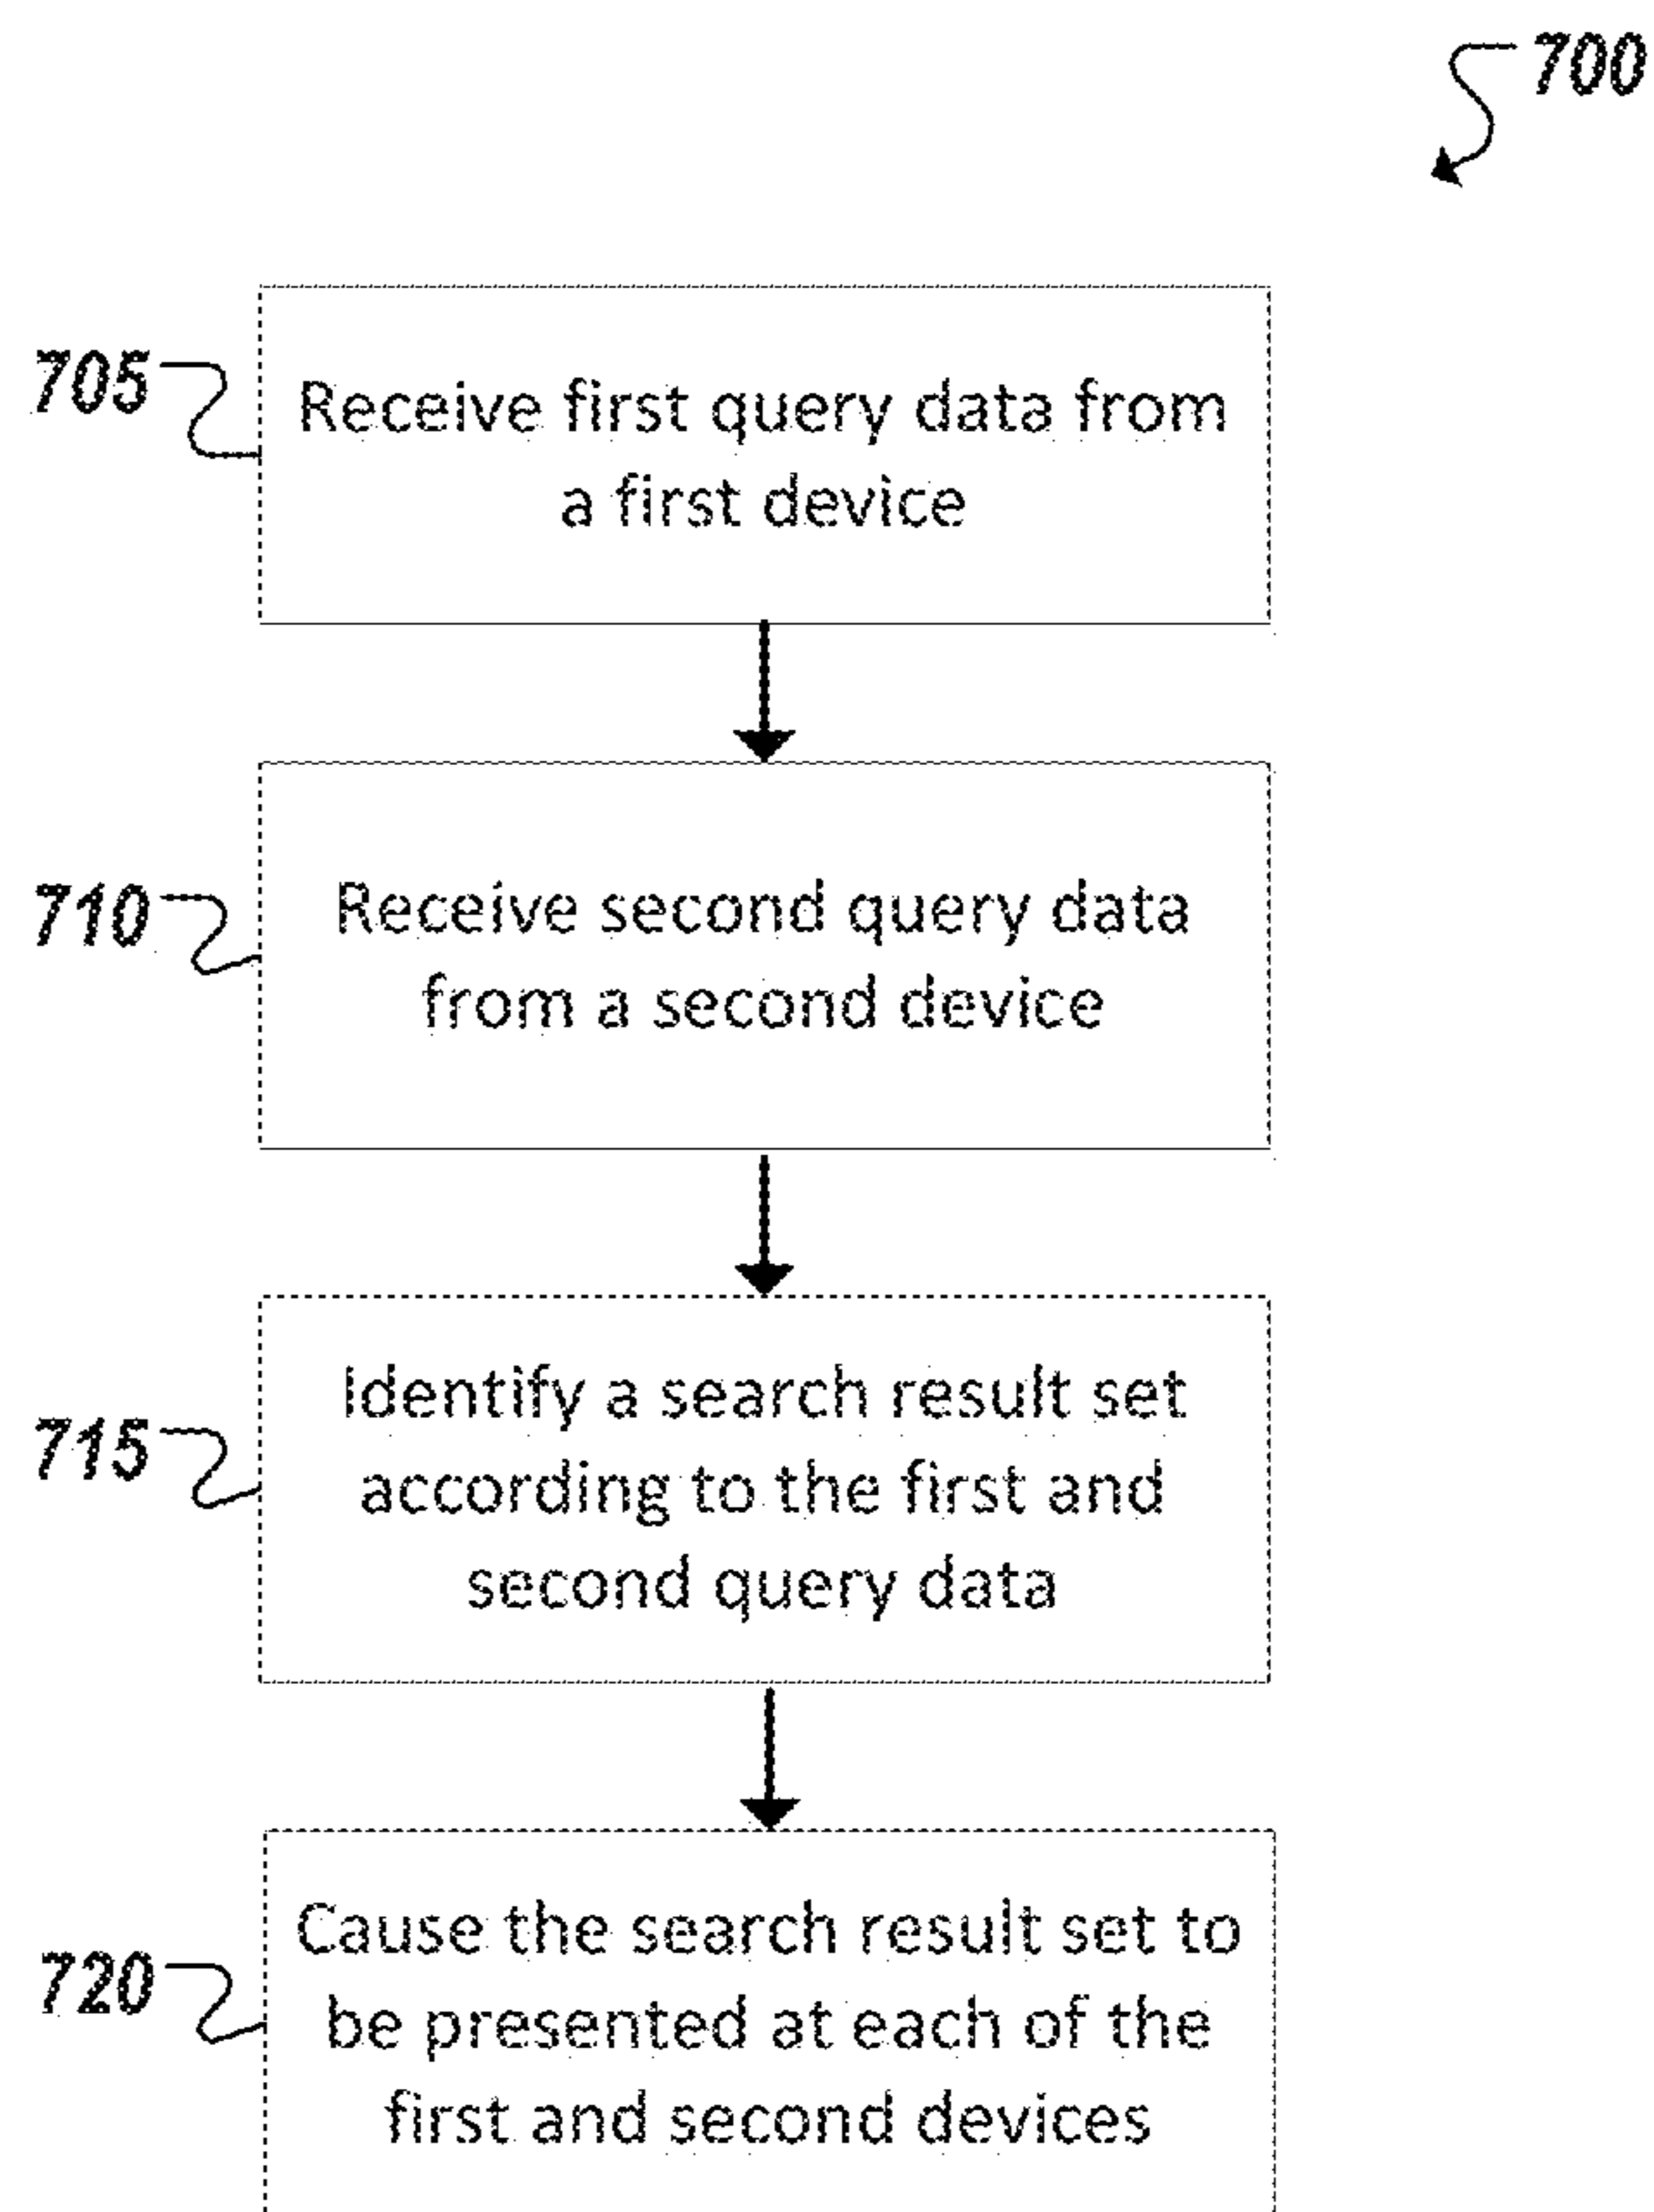 700
705
Receive first query data from
a first device
710
Receive second query data
from a second device
715
Identify a search result set
according to the first and
second query data
720
Cause the search result set to
be presented at each of the
first and second devices